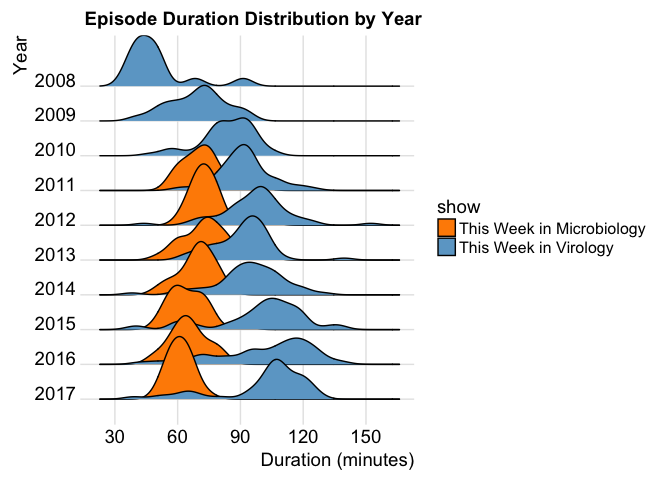 Episode Duration Distribution by Year
Year
2008
2009
2010
2011
2012
2013
2014
2015
2016
2017
30 60 90 120 150
Duration (minutes)
show
This Week in Microbiology
This Week in Virology